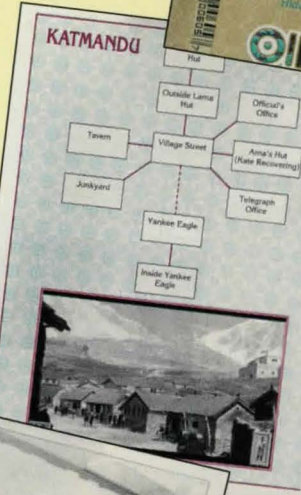 KATMANDU
Hut
Outside Lama
Hut
Official's
Office
Tavern
Village Street
Ama's Hut
(Kate Recovering)
Junkyard
Telegraph
Office
Yankee Eagle
Inside Yankee
Eagle